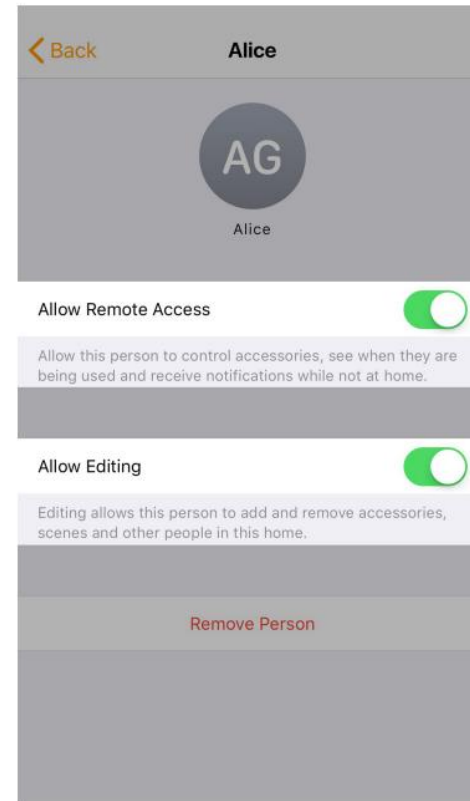 Back
Alice
AG
Alice
Allow Remote Access
Allow this person to control accessories, see when they are
being used and receive notifications while not at home.
Allow Editing
Editing allows this person to add and remove accessories,
scenes and other people in this home.
Remove Person